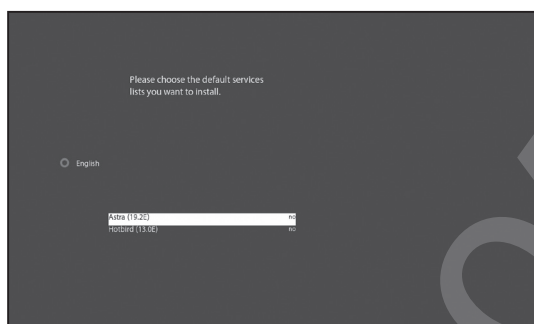 Please choose the default services
lists you want to install.
English
Astra (19.2E) no
Hotbird (13.0E) no